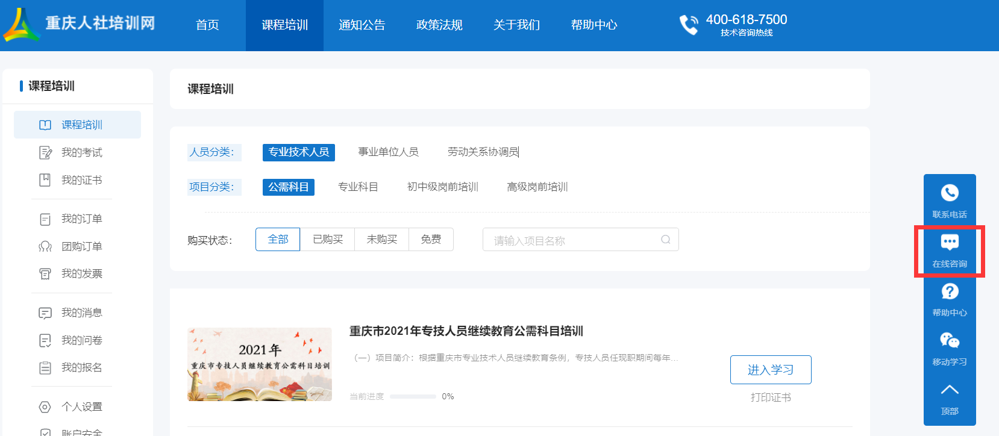 重庆人社培训网
首页
课程培训
通知公告
政策法规
关于我们
帮助中心
400-618-7500
技术咨询热线
课程培训
课程培训
我的考试
我的证书
我的订单
团购订单
我的发票
我的消息
我的问卷
我的报名
个人设置
账户安全
课程培训
人员分类： 专业技术人员 事业单位人员 劳动关系协调员
项目分类： 公需科目 专业科目 初中级岗前培训 高级岗前培训
购买状态： 全部 已购买 未购买 免费 请输入项目名称
2021年
重庆市专技人员继续教育公需科目培训
重庆市2021年专技人员继续教育公需科目培训
（一）项目简介：根据重庆市专业技术人员继续教育条例，专技人员任现职期间每年...
当前进度 0%
进入学习
打印证书
联系电话
在线咨询
帮助中心
移动学习
顶部